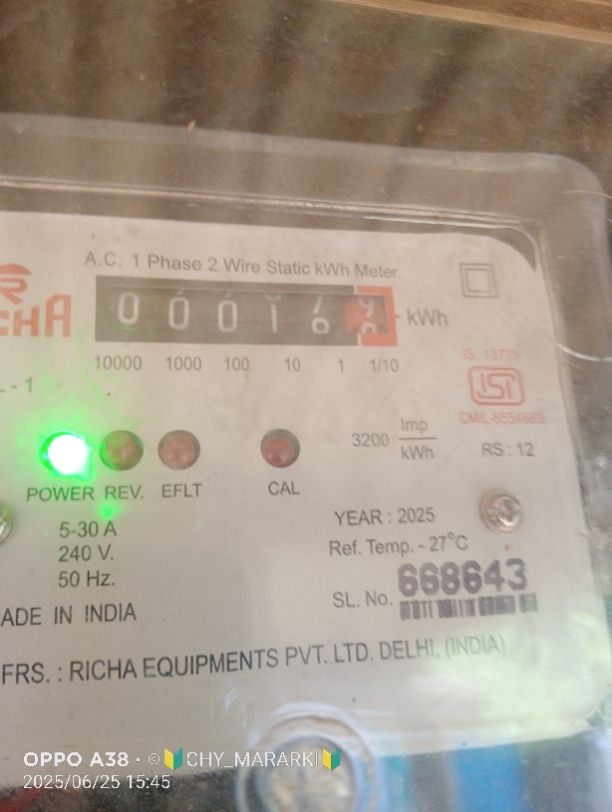 A.C. 1 Phase 2 Wire Static kWh Meter.
RICHA
0 0 0 1 kWh
10000 1000 100 10 1 1/10
IS: 13779
L - 1
ISI
CM/L-8554689
3200 Imp/kWh
RS : 12
POWER REV. EFLT CAL
5-30 A
240 V.
50 Hz.
YEAR : 2025
Ref. Temp. - 27°C
SL. No. 668643
ADE IN INDIA
FRS. : RICHA EQUIPMENTS PVT. LTD. DELHI, (INDIA)
OPPO A38 · ©🔰CHY_MARARKI🔰
2025/06/25 15:45